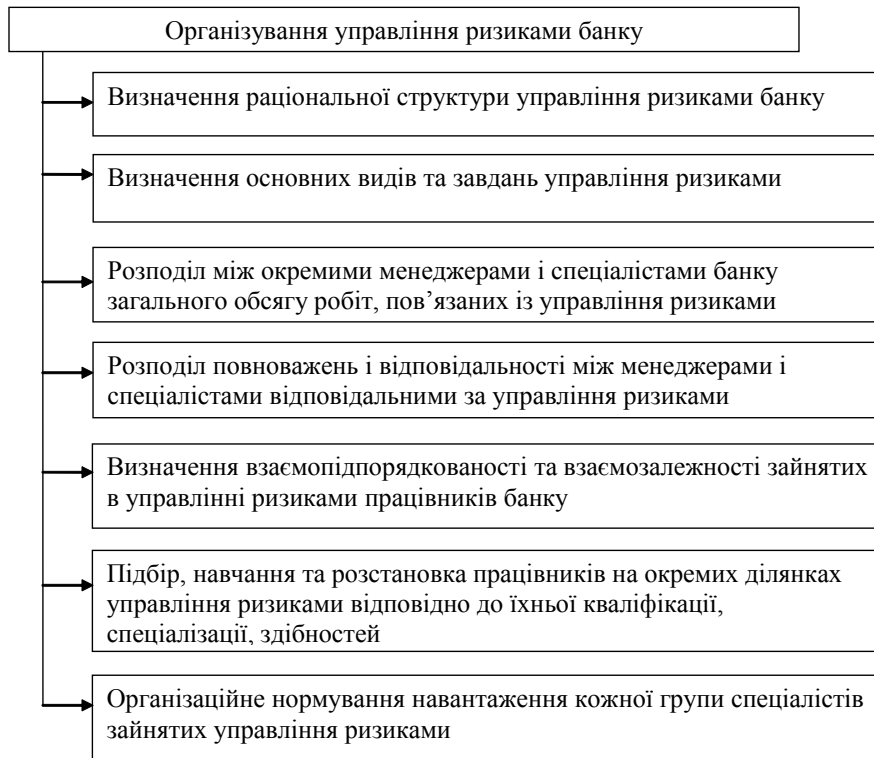 Організування управління ризиками банку
Визначення раціональної структури управління ризиками банку
Визначення основних видів та завдань управління ризиками
Розподіл між окремими менеджерами і спеціалістами банку
загального обсягу робіт, пов’язаних із управління ризиками
Розподіл повноважень і відповідальності між менеджерами і
спеціалістами відповідальними за управління ризиками
Визначення взаємопідпорядкованості та взаємозалежності зайнятих
в управлінні ризиками працівників банку
Підбір, навчання та розстановка працівників на окремих ділянках
управління ризиками відповідно до їхньої кваліфікації,
спеціалізації, здібностей
Організаційне нормування навантаження кожної групи спеціалістів
зайнятих управління ризиками